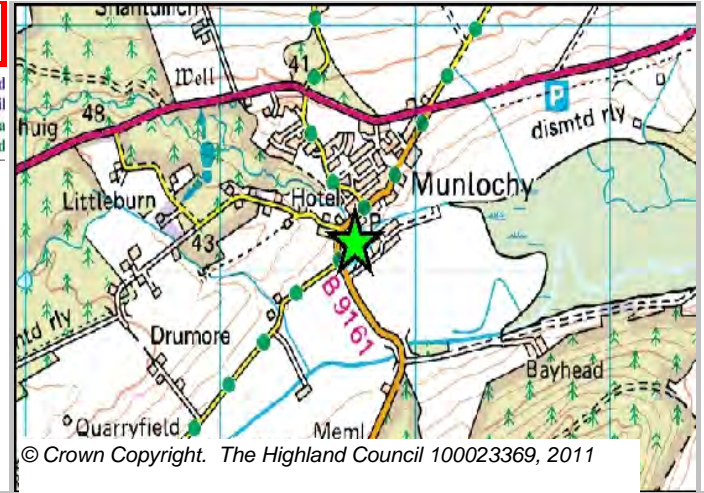 Well
41
48
P
dismtd rly
huig
Munlochy
Hotel
Littleburn
43
B 9161
Drumore
Bayhead
Quarryfield
Meml
© Crown Copyright. The Highland Council 100023369, 2011